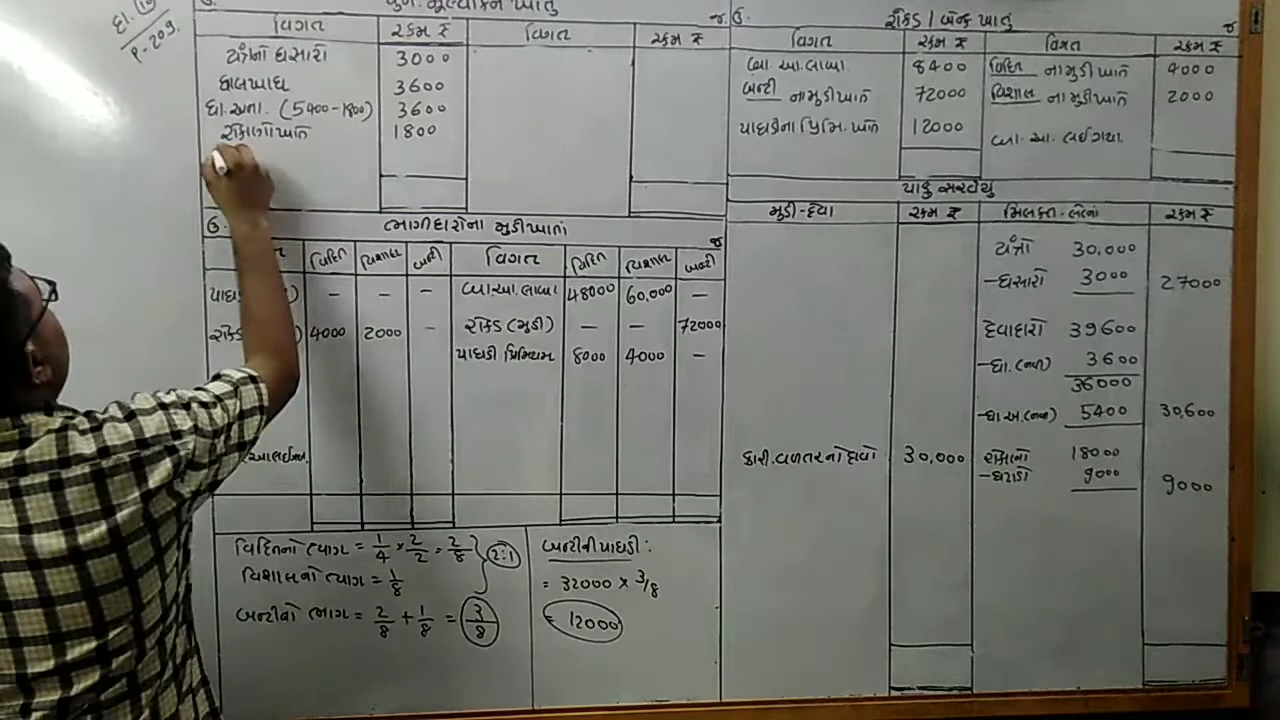 દા. 19
P-209.
ઉ. પુનઃ મૂલ્યાંકન ખાતું જ
વિગત રકમ ₹ વિગત રકમ ₹
યંત્રનો ઘસારો 3000
ઘાલખાધ 3600
ઘા.અના. (5400-1800) 3600
રોકાણો ખાતે 1800
ઉ. રોકડ / બેન્ક ખાતું જ
વિગત રકમ ₹ વિગત રકમ ₹
બા.આ.લાવ્યા. 8400 વિદિત ના મુડી ખાતે 4000
બન્ટી ના મુડી ખાતે 72000 વિશાલ ના મુડી ખાતે 2000
પાઘડીના પ્રિમિ. ખાતે 12000 બા. આ. લઈ ગયા.
ઉ. ભાગીદારોના મુડી ખાતાં જ
વિદિત વિશાલ બન્ટી વિગત વિદિત વિશાલ બન્ટી
- - - બા.આ.લાવ્યા 48000 60,000 -
4000 2000 - રોકડ (મુડી) - - 72000
પાઘડી પ્રિમિયમ 8000 4000 -
પાકું સરવૈયું
મુડી-દેવા રકમ ₹ મિલકત-લેણાં રકમ ₹
યંત્રો 30,000
-ઘસારો 3000 27000
દેવાદારો 39600
-ઘા.(નવી) 3600
36000
-ઘા.અ.(નવી) 5400 30,600
કારી.વળતરનો દાવો 30,000 રોકાણો 18000
-ઘટાડો 9000 9000
વિદિતનો ત્યાગ = 1/4 × 2/2 = 2/8
વિશાલનો ત્યાગ = 1/8
2:1
બન્ટીનો ભાગ = 2/8 + 1/8 = 3/8
બન્ટીની પાઘડી :
= 32000 × 3/8
= 12000